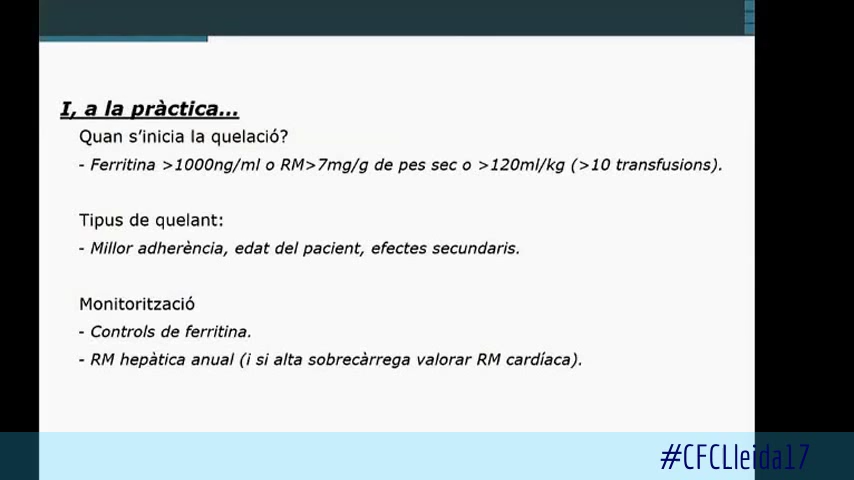 I, a la pràctica...
Quan s'inicia la quelació?
- Ferritina >1000ng/ml o RM>7mg/g de pes sec o >120ml/kg (>10 transfusions).
Tipus de quelant:
- Millor adherència, edat del pacient, efectes secundaris.
Monitorització
- Controls de ferritina.
- RM hepàtica anual (i si alta sobrecàrrega valorar RM cardíaca).
#CFCLleida17